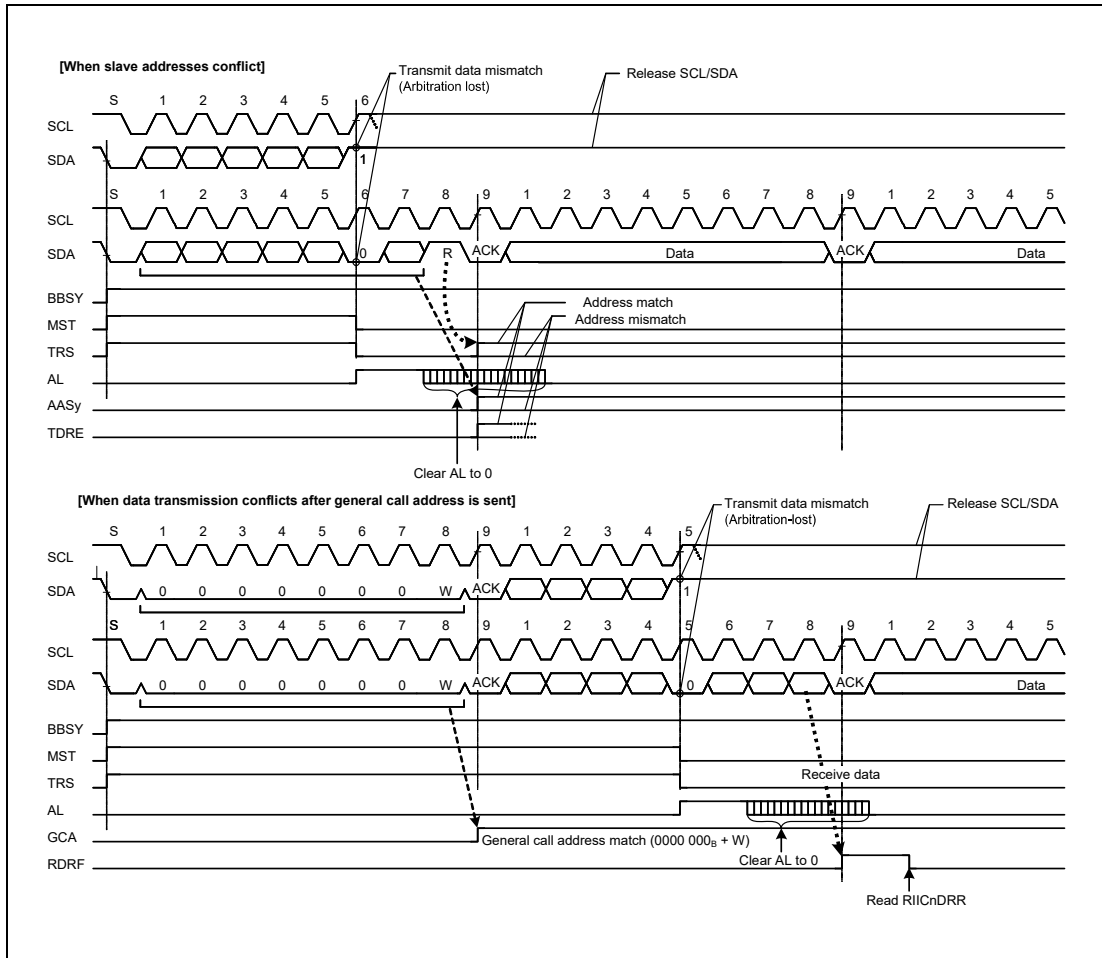 [When slave addresses conflict]
Transmit data mismatch
(Arbitration lost)
Release SCL/SDA
S 1 2 3 4 5 6
SCL
SDA
1
S 1 2 3 4 5 6 7 8 9 1 2 3 4 5 6 7 8 9 1 2 3 4 5
SCL
SDA
0 R ACK Data ACK Data
BBSY
Address match
MST
Address mismatch
TRS
AL
AASy
TDRE
Clear AL to 0
[When data transmission conflicts after general call address is sent]
Transmit data mismatch
(Arbitration-lost)
Release SCL/SDA
S 1 2 3 4 5 6 7 8 9 1 2 3 4 5
SCL
SDA
0 0 0 0 0 0 0 W ACK 1
S 1 2 3 4 5 6 7 8 9 1 2 3 4 5 6 7 8 9 1 2 3 4 5
SCL
SDA
0 0 0 0 0 0 0 W ACK 0 ACK Data
BBSY
MST
TRS
Receive data
AL
GCA
General call address match (0000 000B + W)
Clear AL to 0
RDRF
Read RIICnDRR